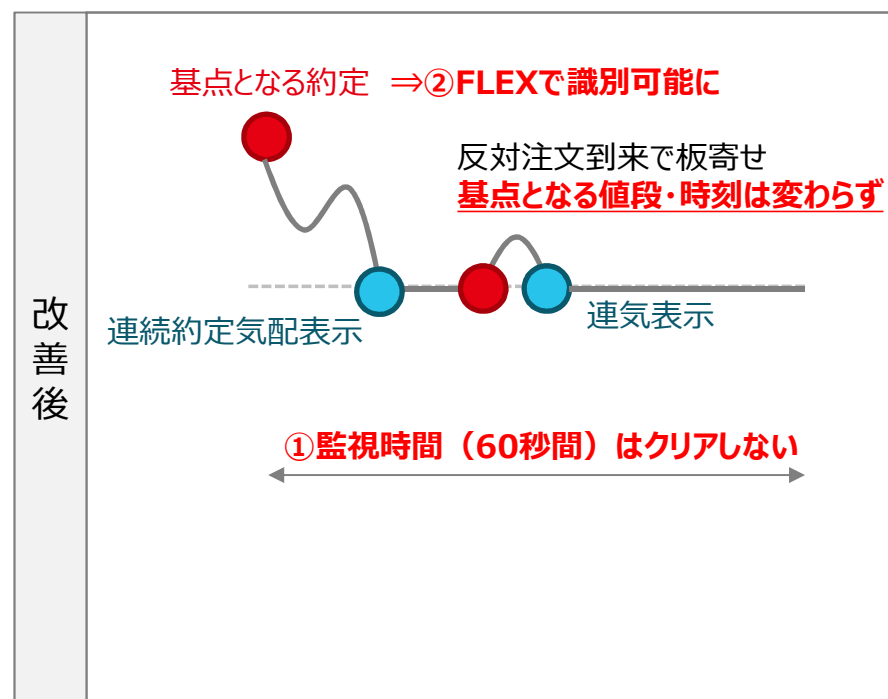 改善後
基点となる約定 ⇒②FLEXで識別可能に
反対注文到来で板寄せ
基点となる値段・時刻は変わらず
連続約定気配表示
連気表示
①監視時間（60秒間）はクリアしない